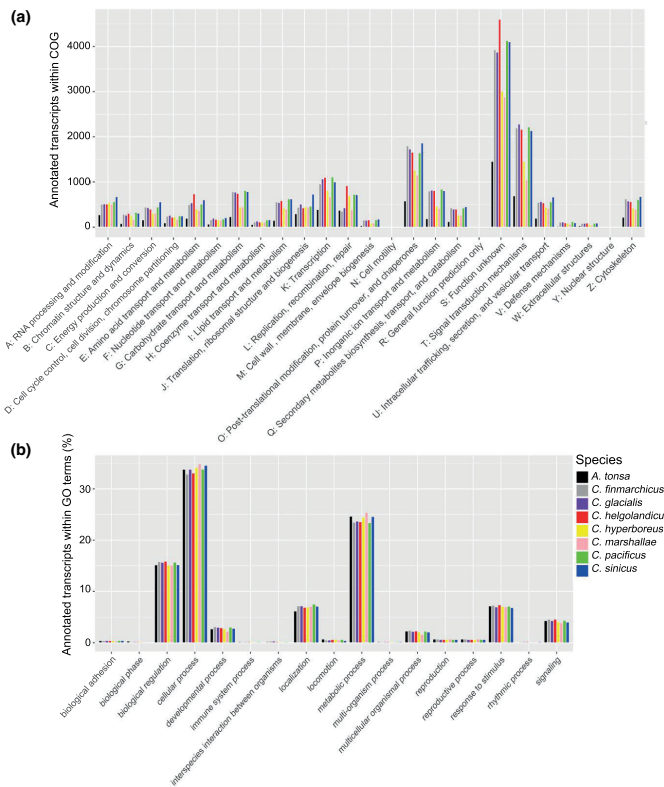 (a)
Annotated transcripts within COG
4000
3000
2000
1000
0
A: RNA processing and modification
B: Chromatin structure and dynamics
C: Energy production and conversion
D: Cell cycle control, cell division, chromosome partitioning
E: Amino acid transport and metabolism
F: Nucleotide transport and metabolism
G: Carbohydrate transport and metabolism
H: Coenzyme transport and metabolism
I: Lipid transport and metabolism
J: Translation, ribosomal structure and biogenesis
K: Transcription
L: Replication, recombination, repair
M: Cell wall, membrane, envelope biogenesis
N: Cell motility
O: Post-translational modification, protein turnover, and chaperones
P: Inorganic ion transport and metabolism
Q: Secondary metabolites biosynthesis, transport, and catabolism
R: General function prediction only
S: Function unknown
T: Signal transduction mechanisms
U: Intracellular trafficking, secretion, and vesicular transport
V: Defense mechanisms
W: Extracellular structures
Y: Nuclear structure
Z: Cytoskeleton
(b)
Annotated transcripts within GO terms (%)
30
20
10
0
biological adhesion
biological phase
biological regulation
cellular process
developmental process
immune system process
interspecies interaction between organisms
localization
locomotion
metabolic process
multi-organism process
multicellular organismal process
reproduction
reproductive process
response to stimulus
rhythmic process
signaling
Species
A. tonsa
C. finmarchicus
C. glacialis
C. helgolandicu
C. hyperboreus
C. marshallae
C. pacificus
C. sinicus